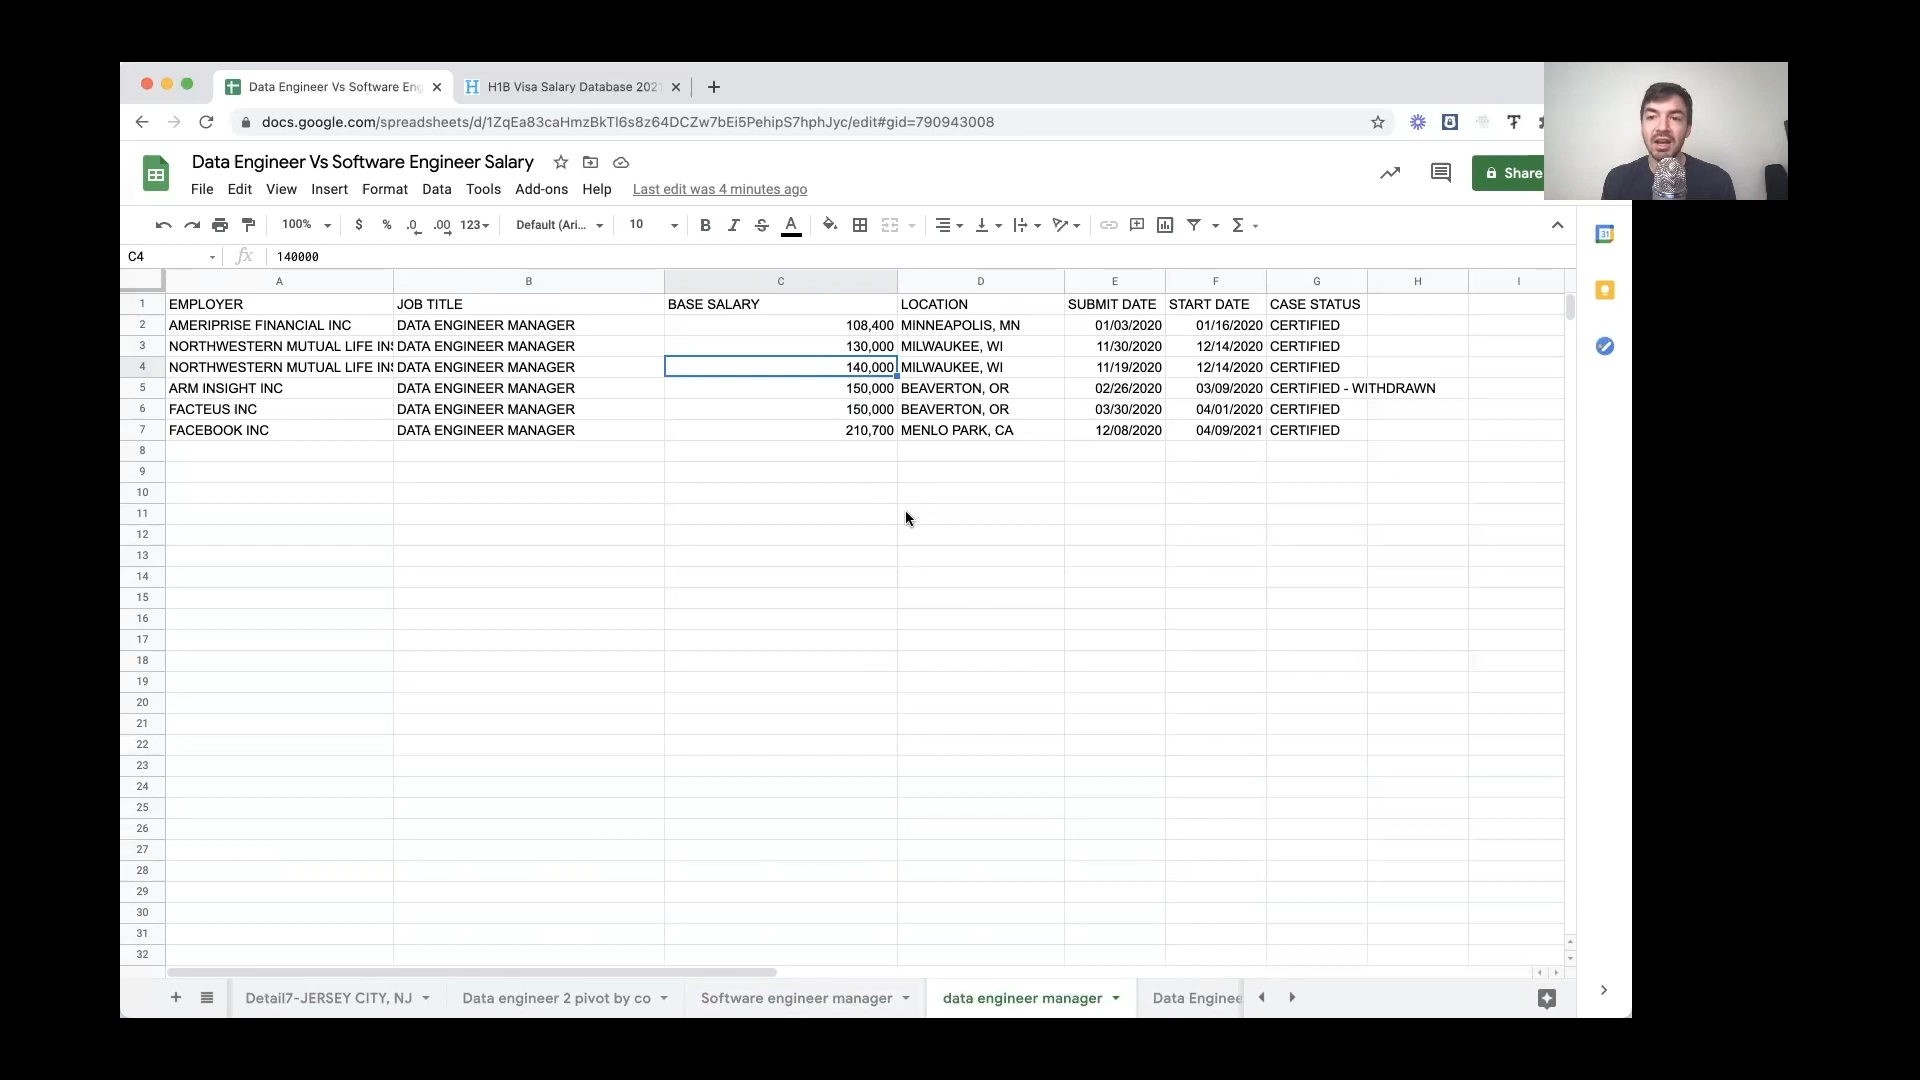 Data Engineer Vs Software Eng
H1B Visa Salary Database 2021
docs.google.com/spreadsheets/d/1ZqEa83caHmzBkTl6s8z64DCZw7bEi5PehipS7hphJyc/edit#gid=790943008
Data Engineer Vs Software Engineer Salary
File Edit View Insert Format Data Tools Add-ons Help Last edit was 4 minutes ago
Share
100% $ % .0 .00 123 Default (Ari... 10 B I S A
C4 fx 140000
A B C D E F G H I
1 EMPLOYER JOB TITLE BASE SALARY LOCATION SUBMIT DATE START DATE CASE STATUS
2 AMERIPRISE FINANCIAL INC DATA ENGINEER MANAGER 108,400 MINNEAPOLIS, MN 01/03/2020 01/16/2020 CERTIFIED
3 NORTHWESTERN MUTUAL LIFE INS DATA ENGINEER MANAGER 130,000 MILWAUKEE, WI 11/30/2020 12/14/2020 CERTIFIED
4 NORTHWESTERN MUTUAL LIFE INS DATA ENGINEER MANAGER 140,000 MILWAUKEE, WI 11/19/2020 12/14/2020 CERTIFIED
5 ARM INSIGHT INC DATA ENGINEER MANAGER 150,000 BEAVERTON, OR 02/26/2020 03/09/2020 CERTIFIED - WITHDRAWN
6 FACTEUS INC DATA ENGINEER MANAGER 150,000 BEAVERTON, OR 03/30/2020 04/01/2020 CERTIFIED
7 FACEBOOK INC DATA ENGINEER MANAGER 210,700 MENLO PARK, CA 12/08/2020 04/09/2021 CERTIFIED
8
9
10
11
12
13
14
15
16
17
18
19
20
21
22
23
24
25
26
27
28
29
30
31
32
Detail7-JERSEY CITY, NJ Data engineer 2 pivot by co Software engineer manager data engineer manager Data Enginee